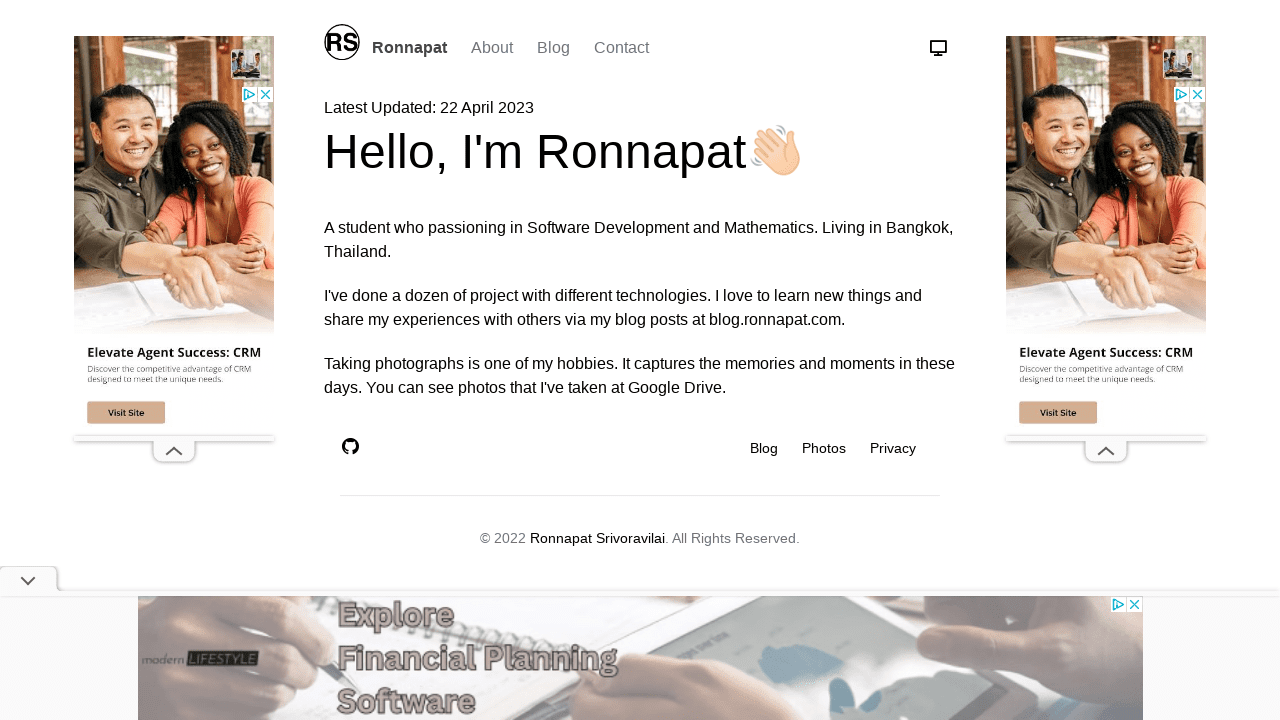 RS
Ronnapat About Blog Contact
Latest Updated: 22 April 2023
Hello, I'm Ronnapat👋🏻
A student who passioning in Software Development and Mathematics. Living in Bangkok,
Thailand.
I've done a dozen of project with different technologies. I love to learn new things and
share my experiences with others via my blog posts at blog.ronnapat.com.
Taking photographs is one of my hobbies. It captures the memories and moments in these
days. You can see photos that I've taken at Google Drive.
Blog Photos Privacy
© 2022 Ronnapat Srivoravilai. All Rights Reserved.
Elevate Agent Success: CRM
Discover the competitive advantage of CRM
designed to meet the unique needs.
Visit Site
Elevate Agent Success: CRM
Discover the competitive advantage of CRM
designed to meet the unique needs.
Visit Site
modern LIFESTYLE
Explore
Financial Planning
Software